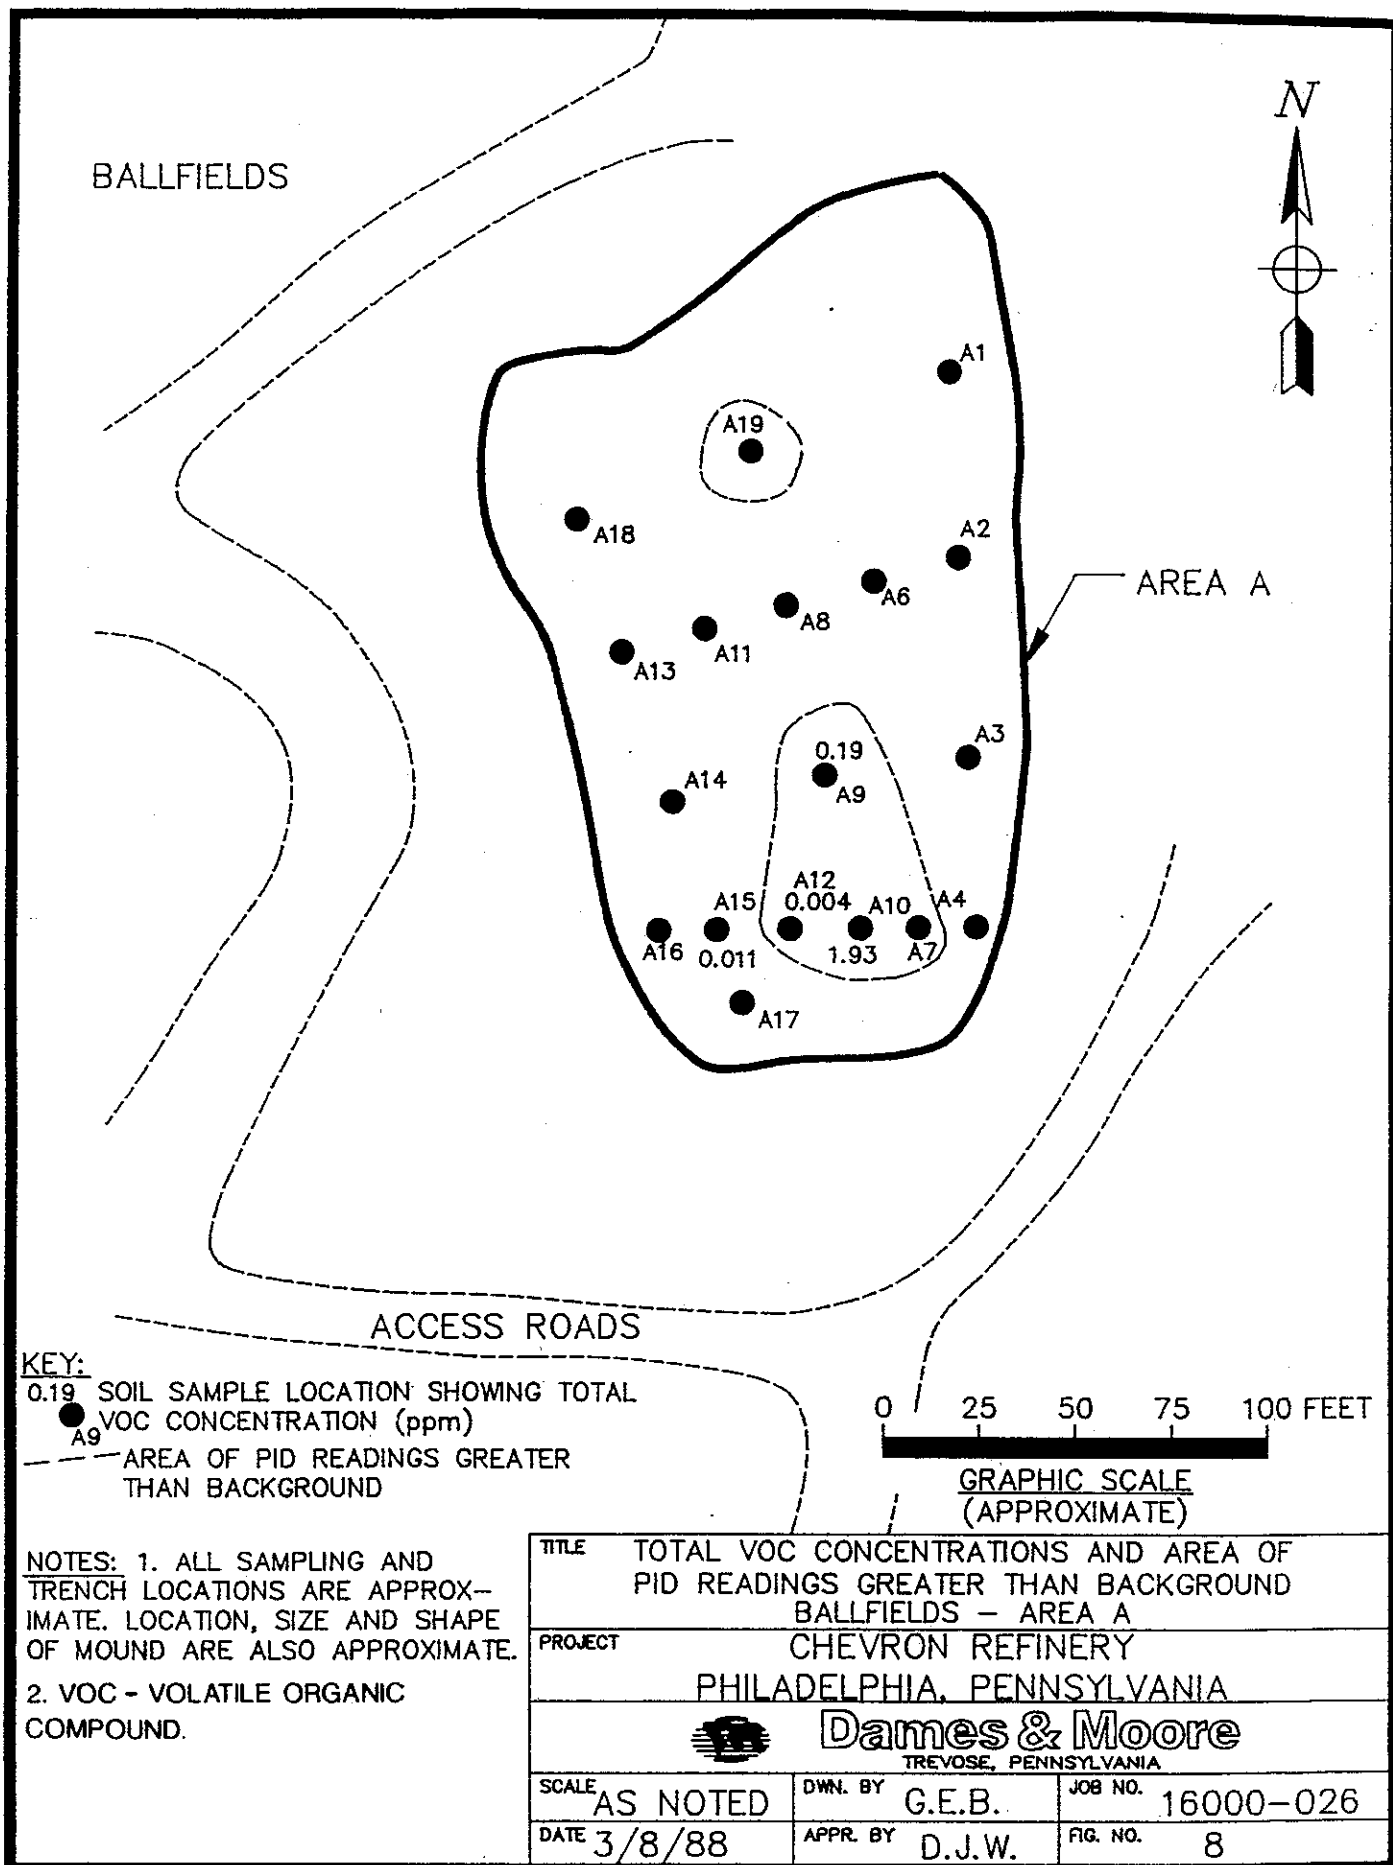 N
BALLFIELDS
A1
A19
A18
A2
A6
A8
A11
A13
AREA A
A3
0.19
A9
A14
A12
0.004
A15
A10
A4
A16
0.011
1.93
A7
A17
ACCESS ROADS
KEY:
0.19 SOIL SAMPLE LOCATION SHOWING TOTAL
VOC CONCENTRATION (ppm)
A9
AREA OF PID READINGS GREATER
THAN BACKGROUND
0 25 50 75 100 FEET
GRAPHIC SCALE
(APPROXIMATE)
NOTES: 1. ALL SAMPLING AND
TRENCH LOCATIONS ARE APPROX-
IMATE. LOCATION, SIZE AND SHAPE
OF MOUND ARE ALSO APPROXIMATE.
2. VOC - VOLATILE ORGANIC
COMPOUND.
TITLE TOTAL VOC CONCENTRATIONS AND AREA OF
PID READINGS GREATER THAN BACKGROUND
BALLFIELDS - AREA A
PROJECT CHEVRON REFINERY
PHILADELPHIA, PENNSYLVANIA
Dames & Moore
TREVOSE, PENNSYLVANIA
SCALE AS NOTED DWN. BY G.E.B. JOB NO. 16000-026
DATE 3/8/88 APPR. BY D.J.W. FIG. NO. 8